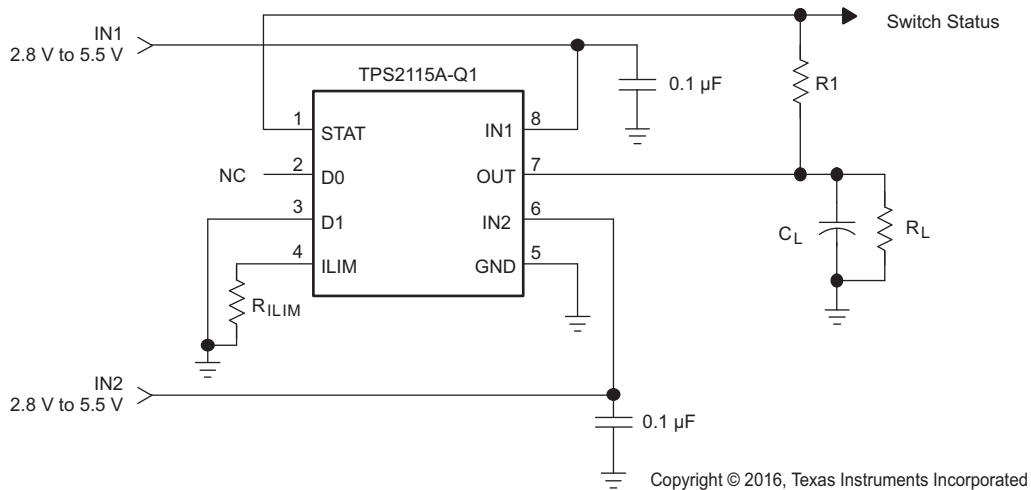 Switch Status
IN1
2.8 V to 5.5 V
TPS2115A-Q1
0.1 µF
R1
1
STAT
IN1
8
NC
2
D0
OUT
7
3
D1
IN2
6
CL
RL
4
ILIM
GND
5
RILIM
IN2
2.8 V to 5.5 V
0.1 µF
Copyright © 2016, Texas Instruments Incorporated